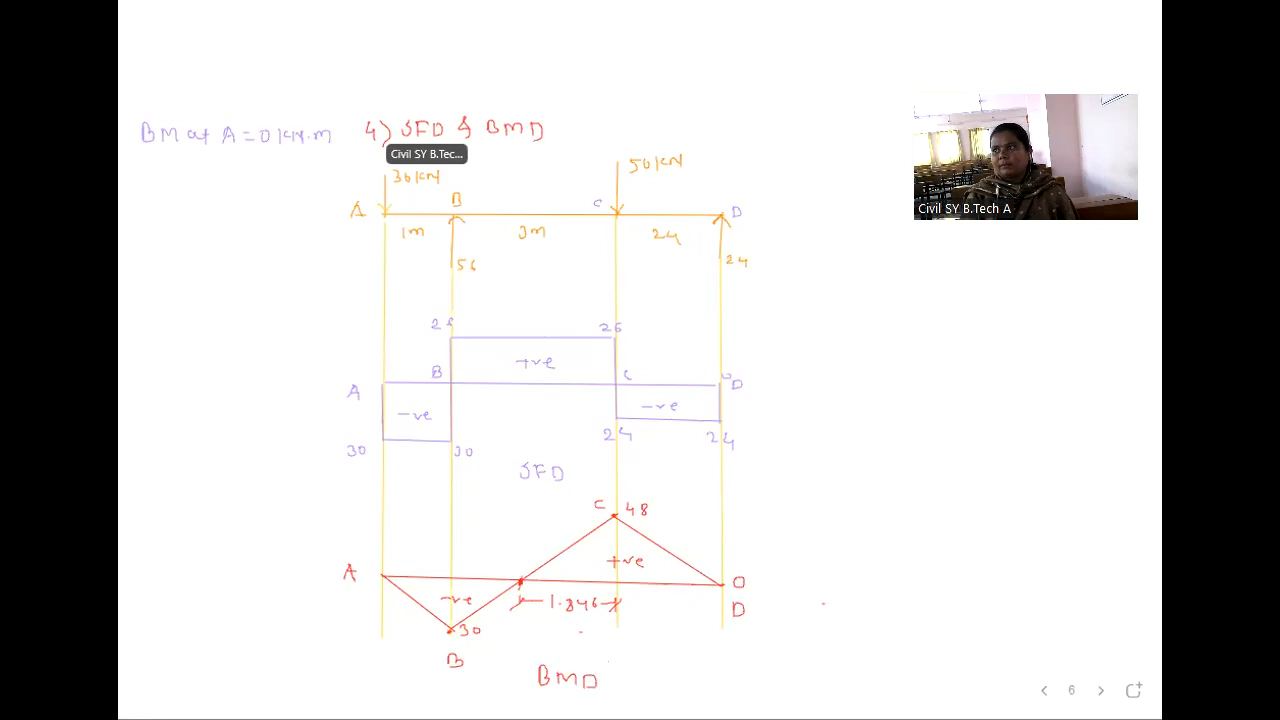 BM at A = 0 kN.m
4) SFD & BMD
Civil SY B.Tec...
30 kN
50 kN
A B C D
1m 3m 24
56 24
26 26
+ve
A B C D
-ve -ve
30 30 24 24
SFD
C 48
+ve
A 0
-ve 1.846
30 D
B
BMD
Civil SY B.Tech A
6